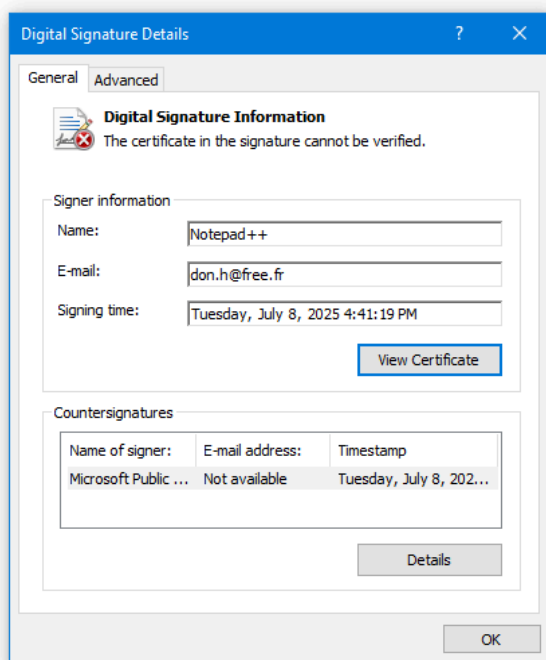 Digital Signature Details ? ×
General Advanced
Digital Signature Information
The certificate in the signature cannot be verified.
Signer information
Name: Notepad++
E-mail: don.h@free.fr
Signing time: Tuesday, July 8, 2025 4:41:19 PM
View Certificate
Countersignatures
Name of signer: E-mail address: Timestamp
Microsoft Public ... Not available Tuesday, July 8, 202...
Details
OK